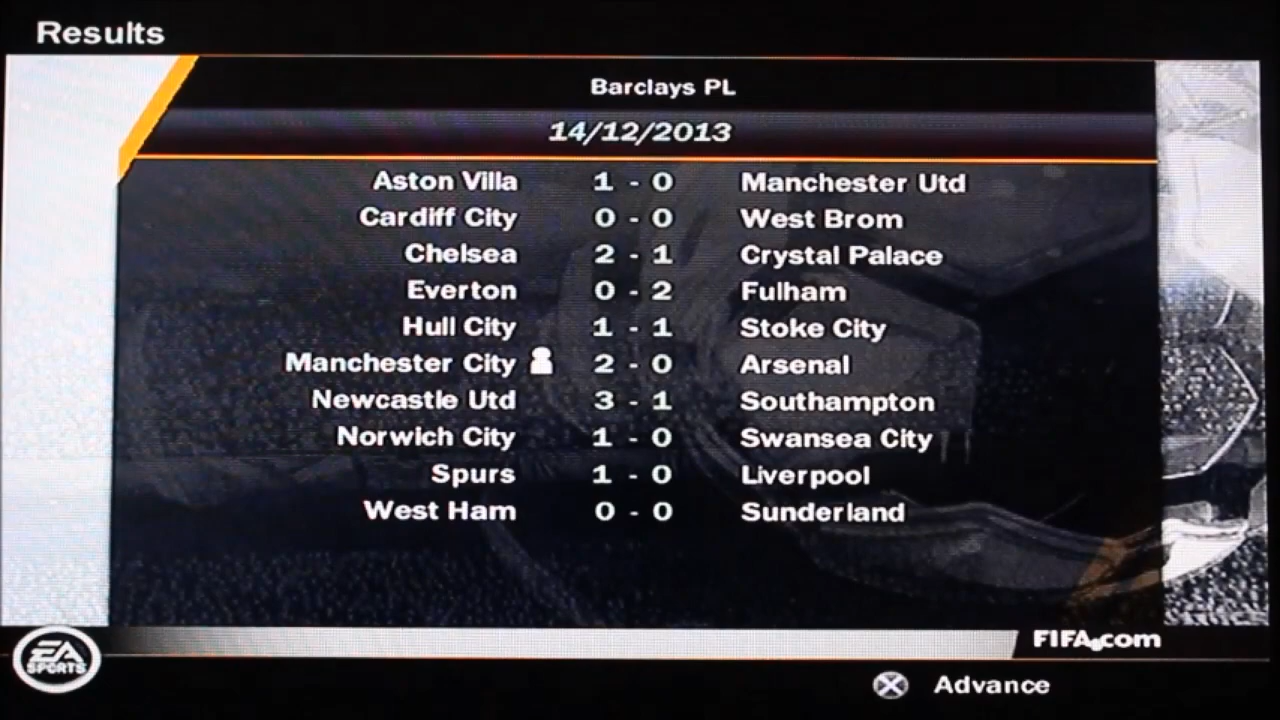 Results
Barclays PL
14/12/2013
Aston Villa 1 - 0 Manchester Utd
Cardiff City 0 - 0 West Brom
Chelsea 2 - 1 Crystal Palace
Everton 0 - 2 Fulham
Hull City 1 - 1 Stoke City
Manchester City 2 - 0 Arsenal
Newcastle Utd 3 - 1 Southampton
Norwich City 1 - 0 Swansea City
Spurs 1 - 0 Liverpool
West Ham 0 - 0 Sunderland
EA SPORTS
FIFA.com
Advance